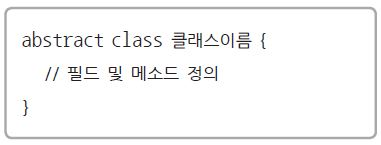 abstract class 클래스이름 {
// 필드 및 메소드 정의
}